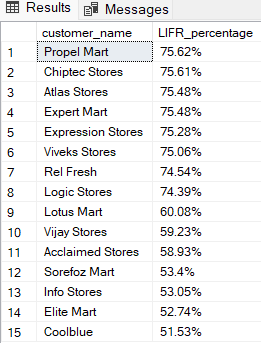 Results Messages
customer_name LIFR_percentage
1 Propel Mart 75.62%
2 Chiptec Stores 75.61%
3 Atlas Stores 75.48%
4 Expert Mart 75.48%
5 Expression Stores 75.28%
6 Viveks Stores 75.06%
7 Rel Fresh 74.54%
8 Logic Stores 74.39%
9 Lotus Mart 60.08%
10 Vijay Stores 59.23%
11 Acclaimed Stores 58.93%
12 Sorefoz Mart 53.4%
13 Info Stores 53.05%
14 Elite Mart 52.74%
15 Coolblue 51.53%